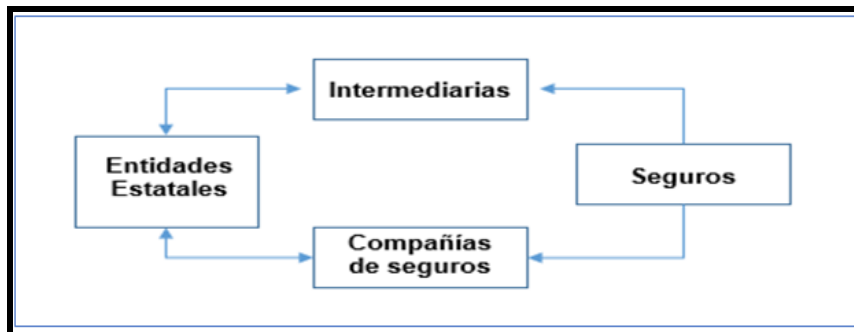 Intermediarias
Entidades
Estatales
Seguros
Compañías
de seguros